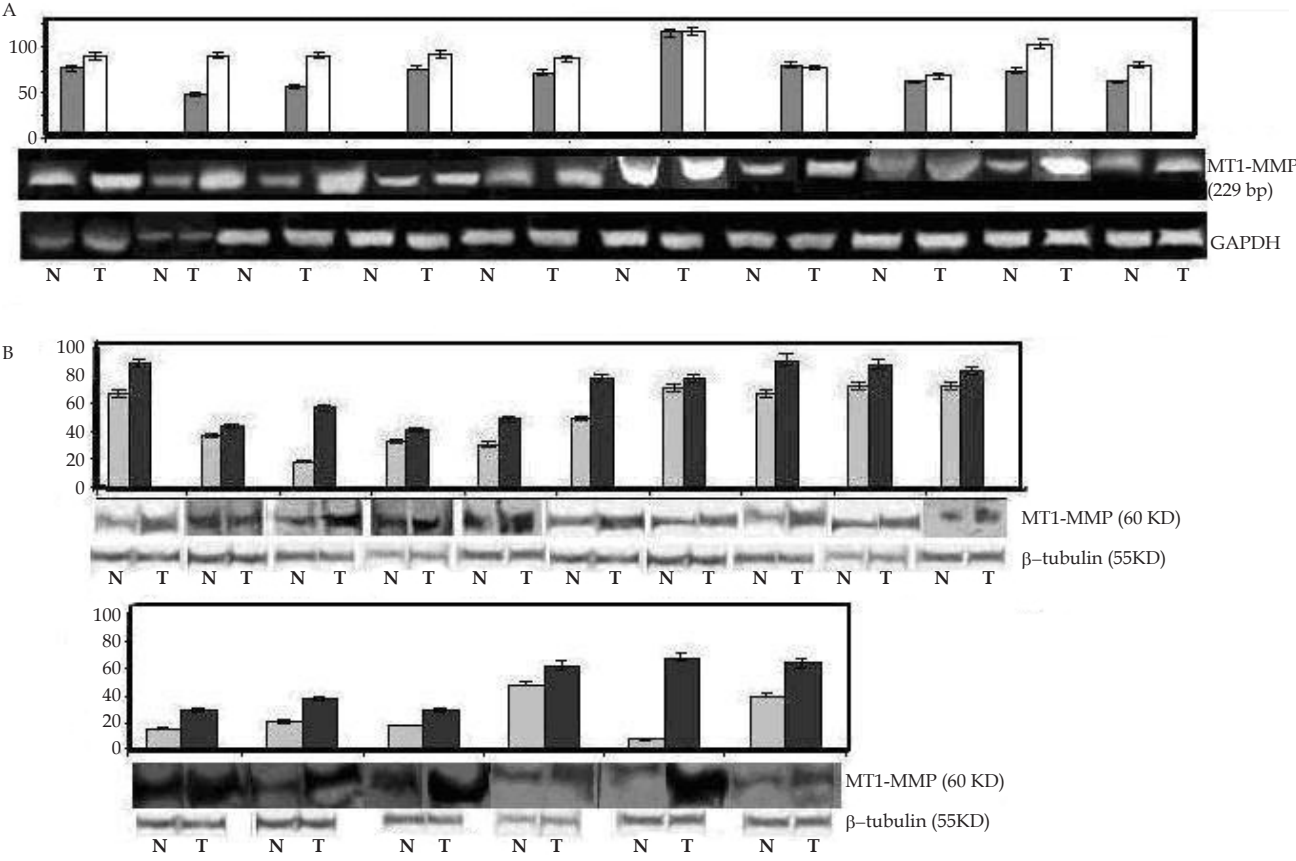 A
100
50
0
MT1-MMP
(229 bp)
GAPDH
N T N T N T N T N T N T N T N T N T N T
B
100
80
60
40
20
0
MT1-MMP (60 KD)
β–tubulin (55KD)
N T N T N T N T N T N T N T N T N T N T
100
80
60
40
20
0
MT1-MMP (60 KD)
β–tubulin (55KD)
N T N T N T N T N T N T